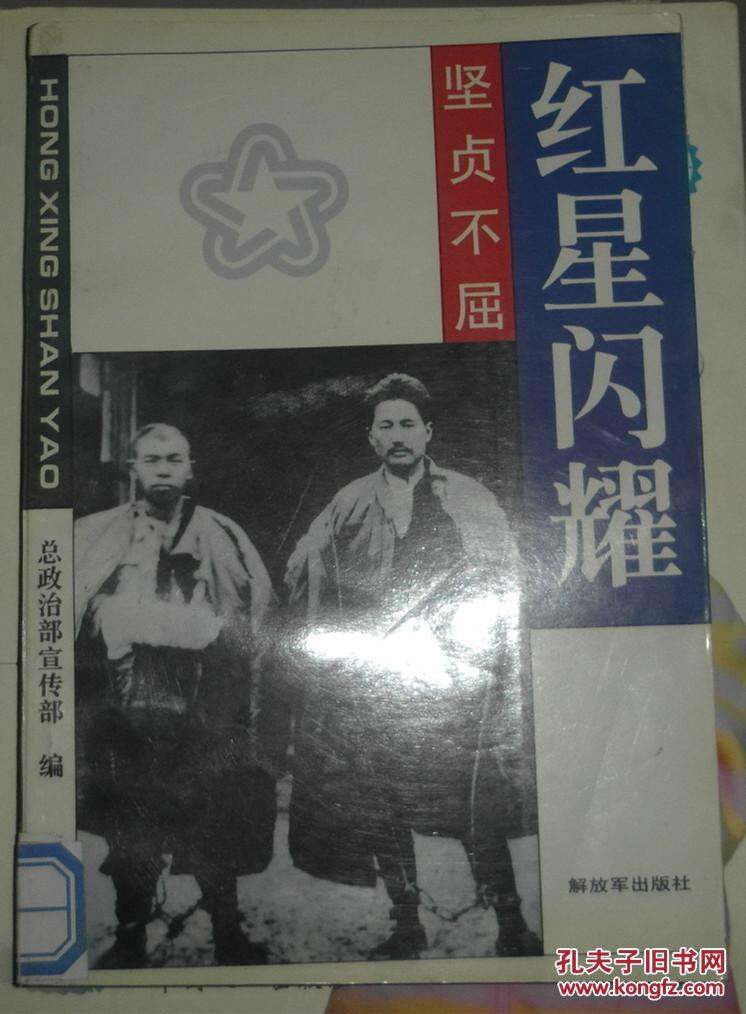 红星闪耀
坚贞不屈
HONG XING SHAN YAO
总政治部宣传部 编
解放军出版社
孔夫子旧书网
www.kongfz.com